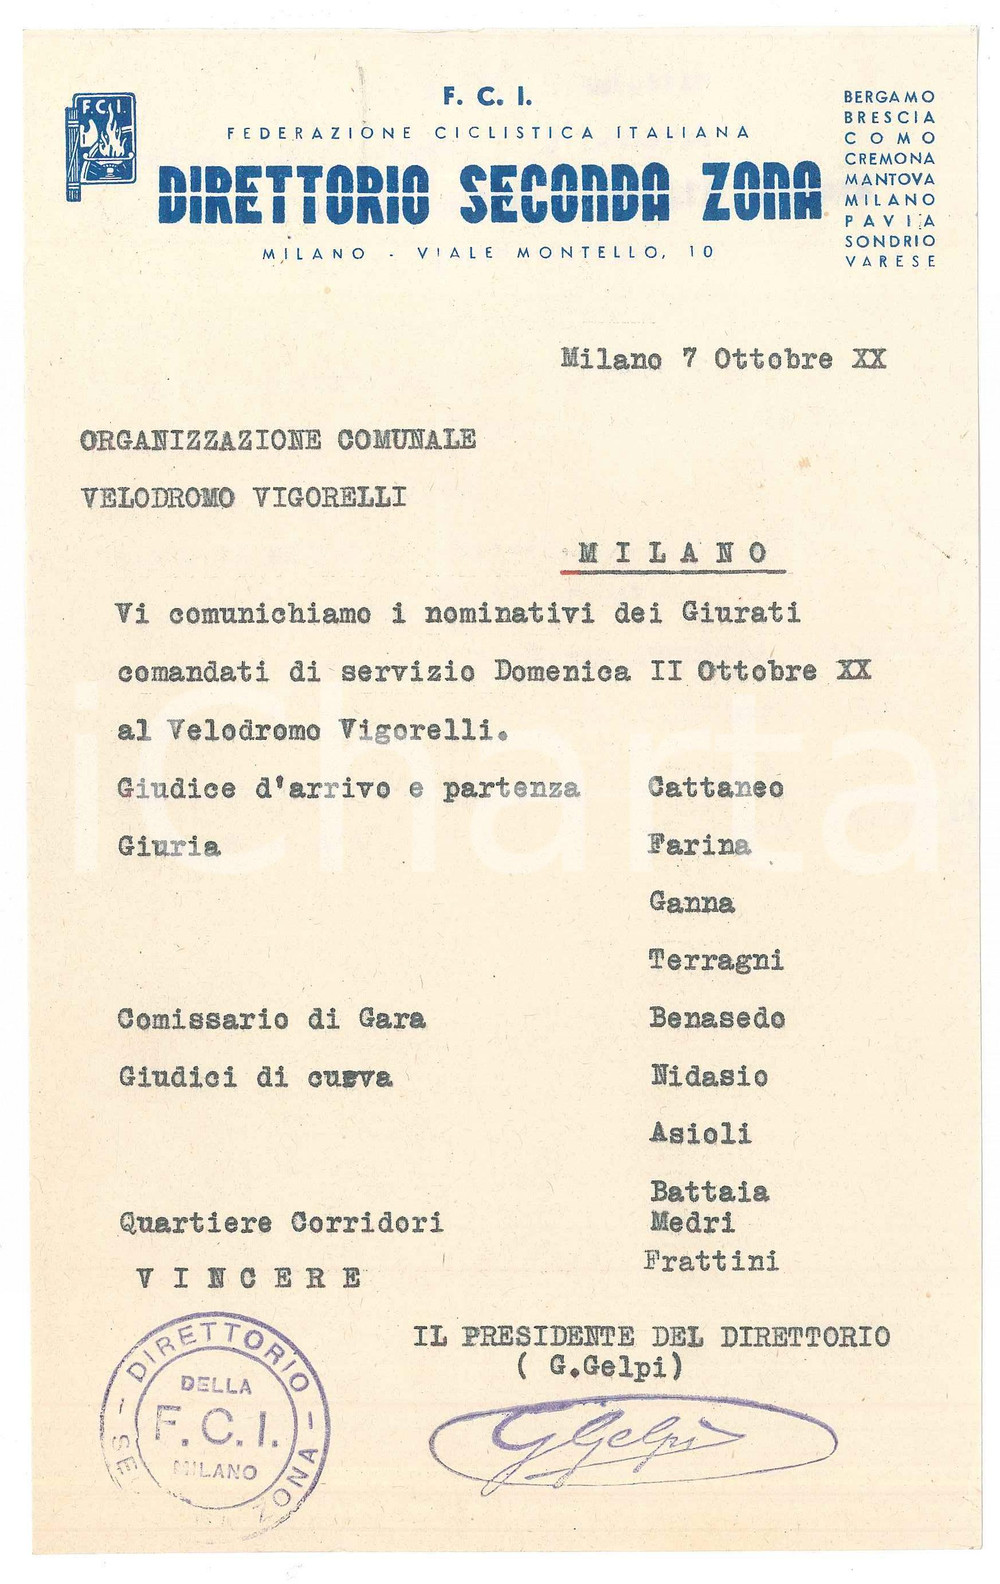 F.C.I.
F. C. I.
FEDERAZIONE CICLISTICA ITALIANA
DIRETTORIO SECONDA ZONA
MILANO - VIALE MONTELLO, 10
BERGAMO
BRESCIA
COMO
CREMONA
MANTOVA
MILANO
PAVIA
SONDRIO
VARESE
Milano 7 Ottobre XX
ORGANIZZAZIONE COMUNALE
VELODROMO VIGORELLI
MILANO
Vi comunichiamo i nominativi dei Giurati
comandati di servizio Domenica II Ottobre XX
al Velodromo Vigorelli.
Giudice d'arrivo e partenza Cattaneo
Giuria Farina
Ganna
Terragni
Comissario di Gara Benasedo
Giudici di curva Nidasio
Asioli
Battaia
Quartiere Corridori Medri
Frattini
VINCERE
IL PRESIDENTE DEL DIRETTORIO
( G.Gelpi)
GGelpi
DIRETTORIO
DELLA
F. C. I.
MILANO
SE ZONA
iCharta